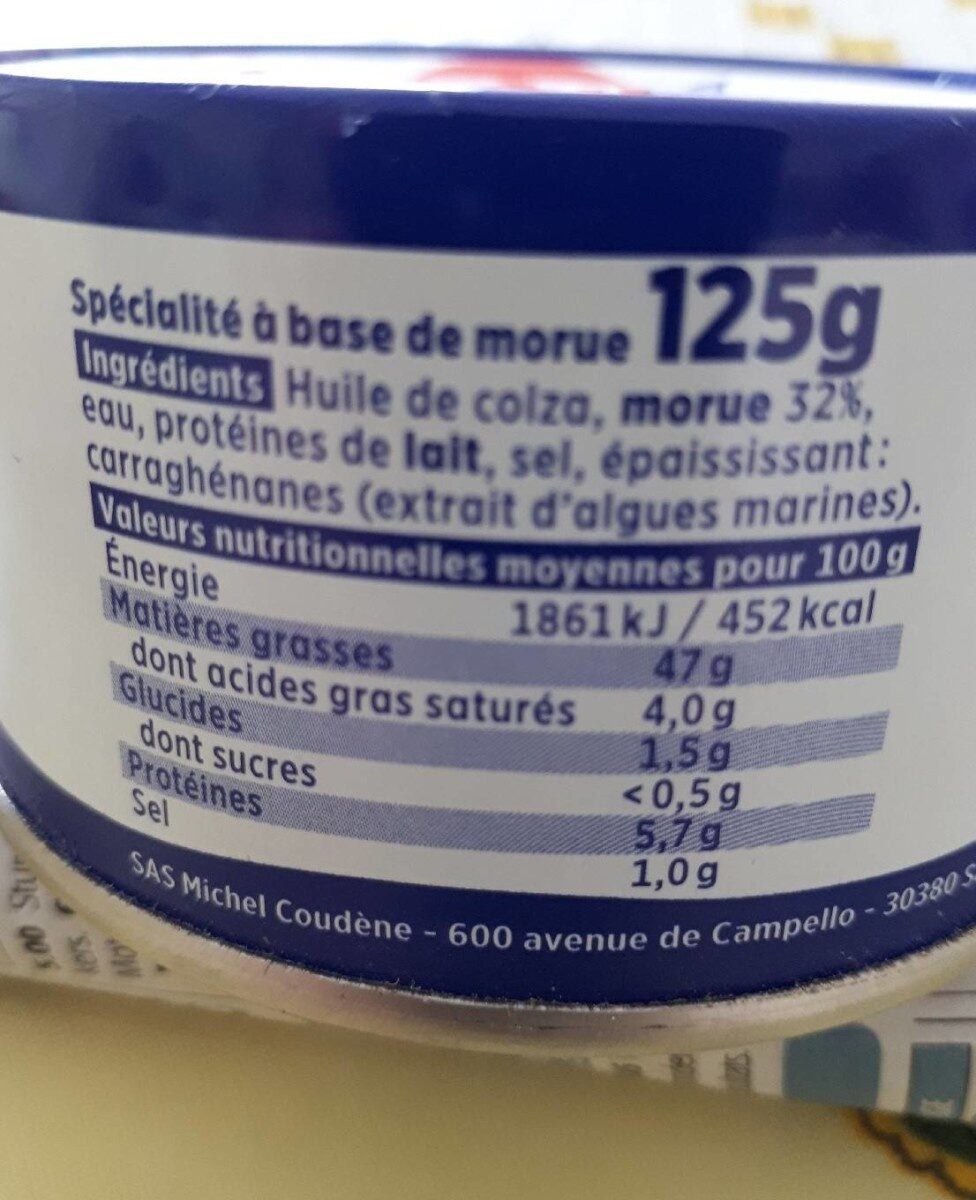 Spécialité à base de morue 125g
Ingrédients Huile de colza, morue 32%,
eau, protéines de lait, sel, épaississant:
carraghénanes (extrait d'algues marines).
Valeurs nutritionnelles moyennes pour 100g
Énergie 1861 kJ / 452 kcal
Matières grasses 47 g
dont acides gras saturés 4,0 g
Glucides 1,5 g
dont sucres <0,5 g
Protéines 5,7 g
Sel 1,0 g
SAS Michel Coudène - 600 avenue de Campello - 30380